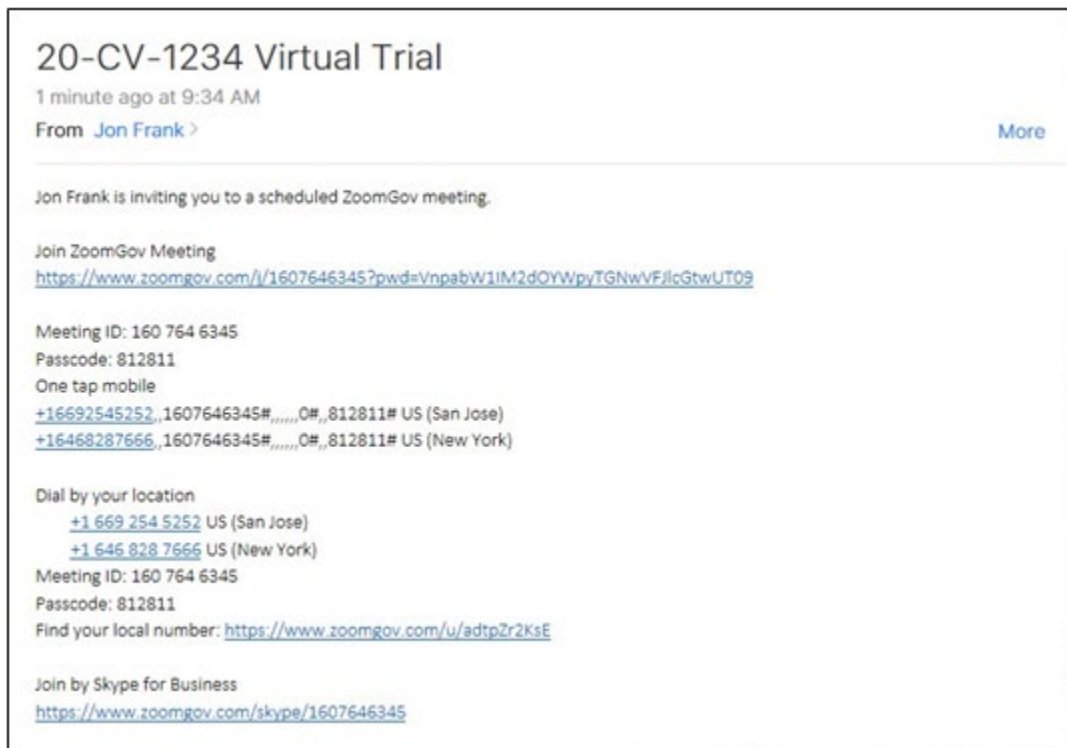 20-CV-1234 Virtual Trial
1 minute ago at 9:34 AM
From Jon Frank >
More
Jon Frank is inviting you to a scheduled ZoomGov meeting.
Join ZoomGov Meeting
https://www.zoomgov.com/j/1607646345?pwd=VnpabW1IM2dOYWpyTGNwVFJlcGtwUT09
Meeting ID: 160 764 6345
Passcode: 812811
One tap mobile
+16692545252,,1607646345#,,,,,,0#,,812811# US (San Jose)
+16468287666,,1607646345#,,,,,,0#,,812811# US (New York)
Dial by your location
+1 669 254 5252 US (San Jose)
+1 646 828 7666 US (New York)
Meeting ID: 160 764 6345
Passcode: 812811
Find your local number: https://www.zoomgov.com/u/adtpZr2KsE
Join by Skype for Business
https://www.zoomgov.com/skype/1607646345